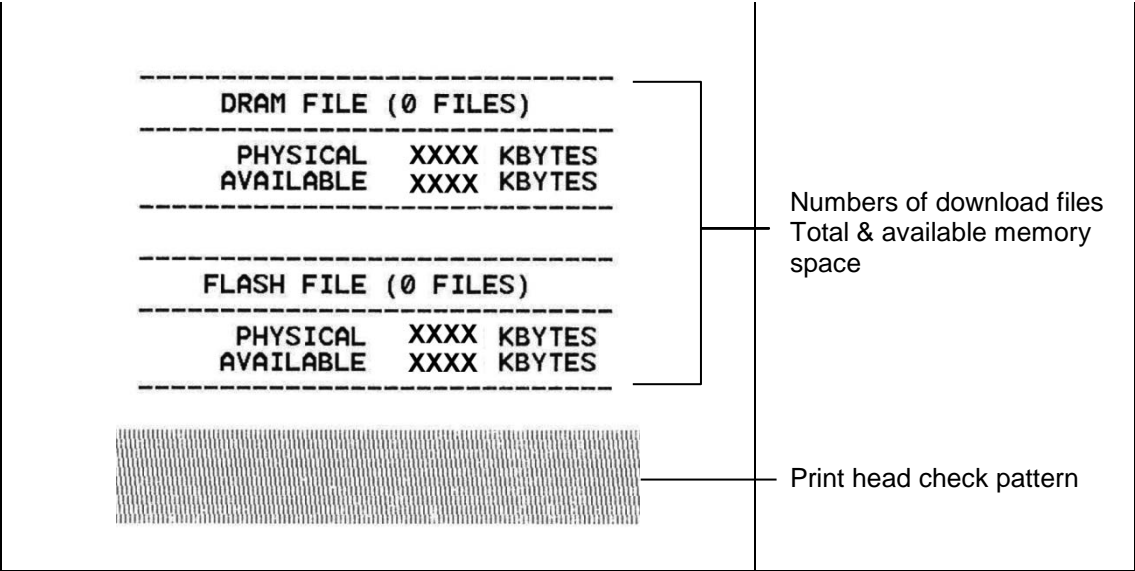 DRAM FILE (0 FILES)
PHYSICAL XXXX KBYTES
AVAILABLE XXXX KBYTES
FLASH FILE (0 FILES)
PHYSICAL XXXX KBYTES
AVAILABLE XXXX KBYTES
Numbers of download files
Total & available memory
space
Print head check pattern